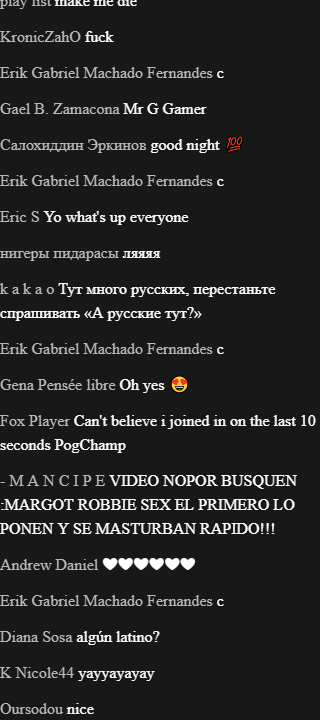 play list make me die
KronicZahO fuck
Erik Gabriel Machado Fernandes c
Gael B. Zamacona Mr G Gamer
Салохиддин Эркинов good night 💯
Erik Gabriel Machado Fernandes c
Eric S Yo what's up everyone
нигеры пидарасы ляяяя
k a k a o Тут много русских, перестаньте
спрашивать «А русские тут?»
Erik Gabriel Machado Fernandes c
Gena Pensée libre Oh yes 😍
Fox Player Can't believe i joined in on the last 10
seconds PogChamp
- M A N C I P E VIDEO NOPOR BUSQUEN
:MARGOT ROBBIE SEX EL PRIMERO LO
PONEN Y SE MASTURBAN RAPIDO!!!
Andrew Daniel 🤍🤍🤍🤍🤍🤍
Erik Gabriel Machado Fernandes c
Diana Sosa algún latino?
K Nicole44 yayyayayay
Oursodou nice